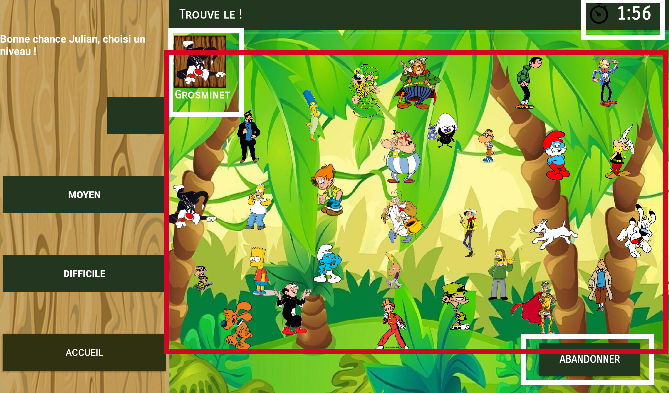 TROUVE LE !
1:56
Bonne chance Julian, choisi un
niveau !
GROSMINET
MOYEN
DIFFICILE
ACCUEIL
ABANDONNER